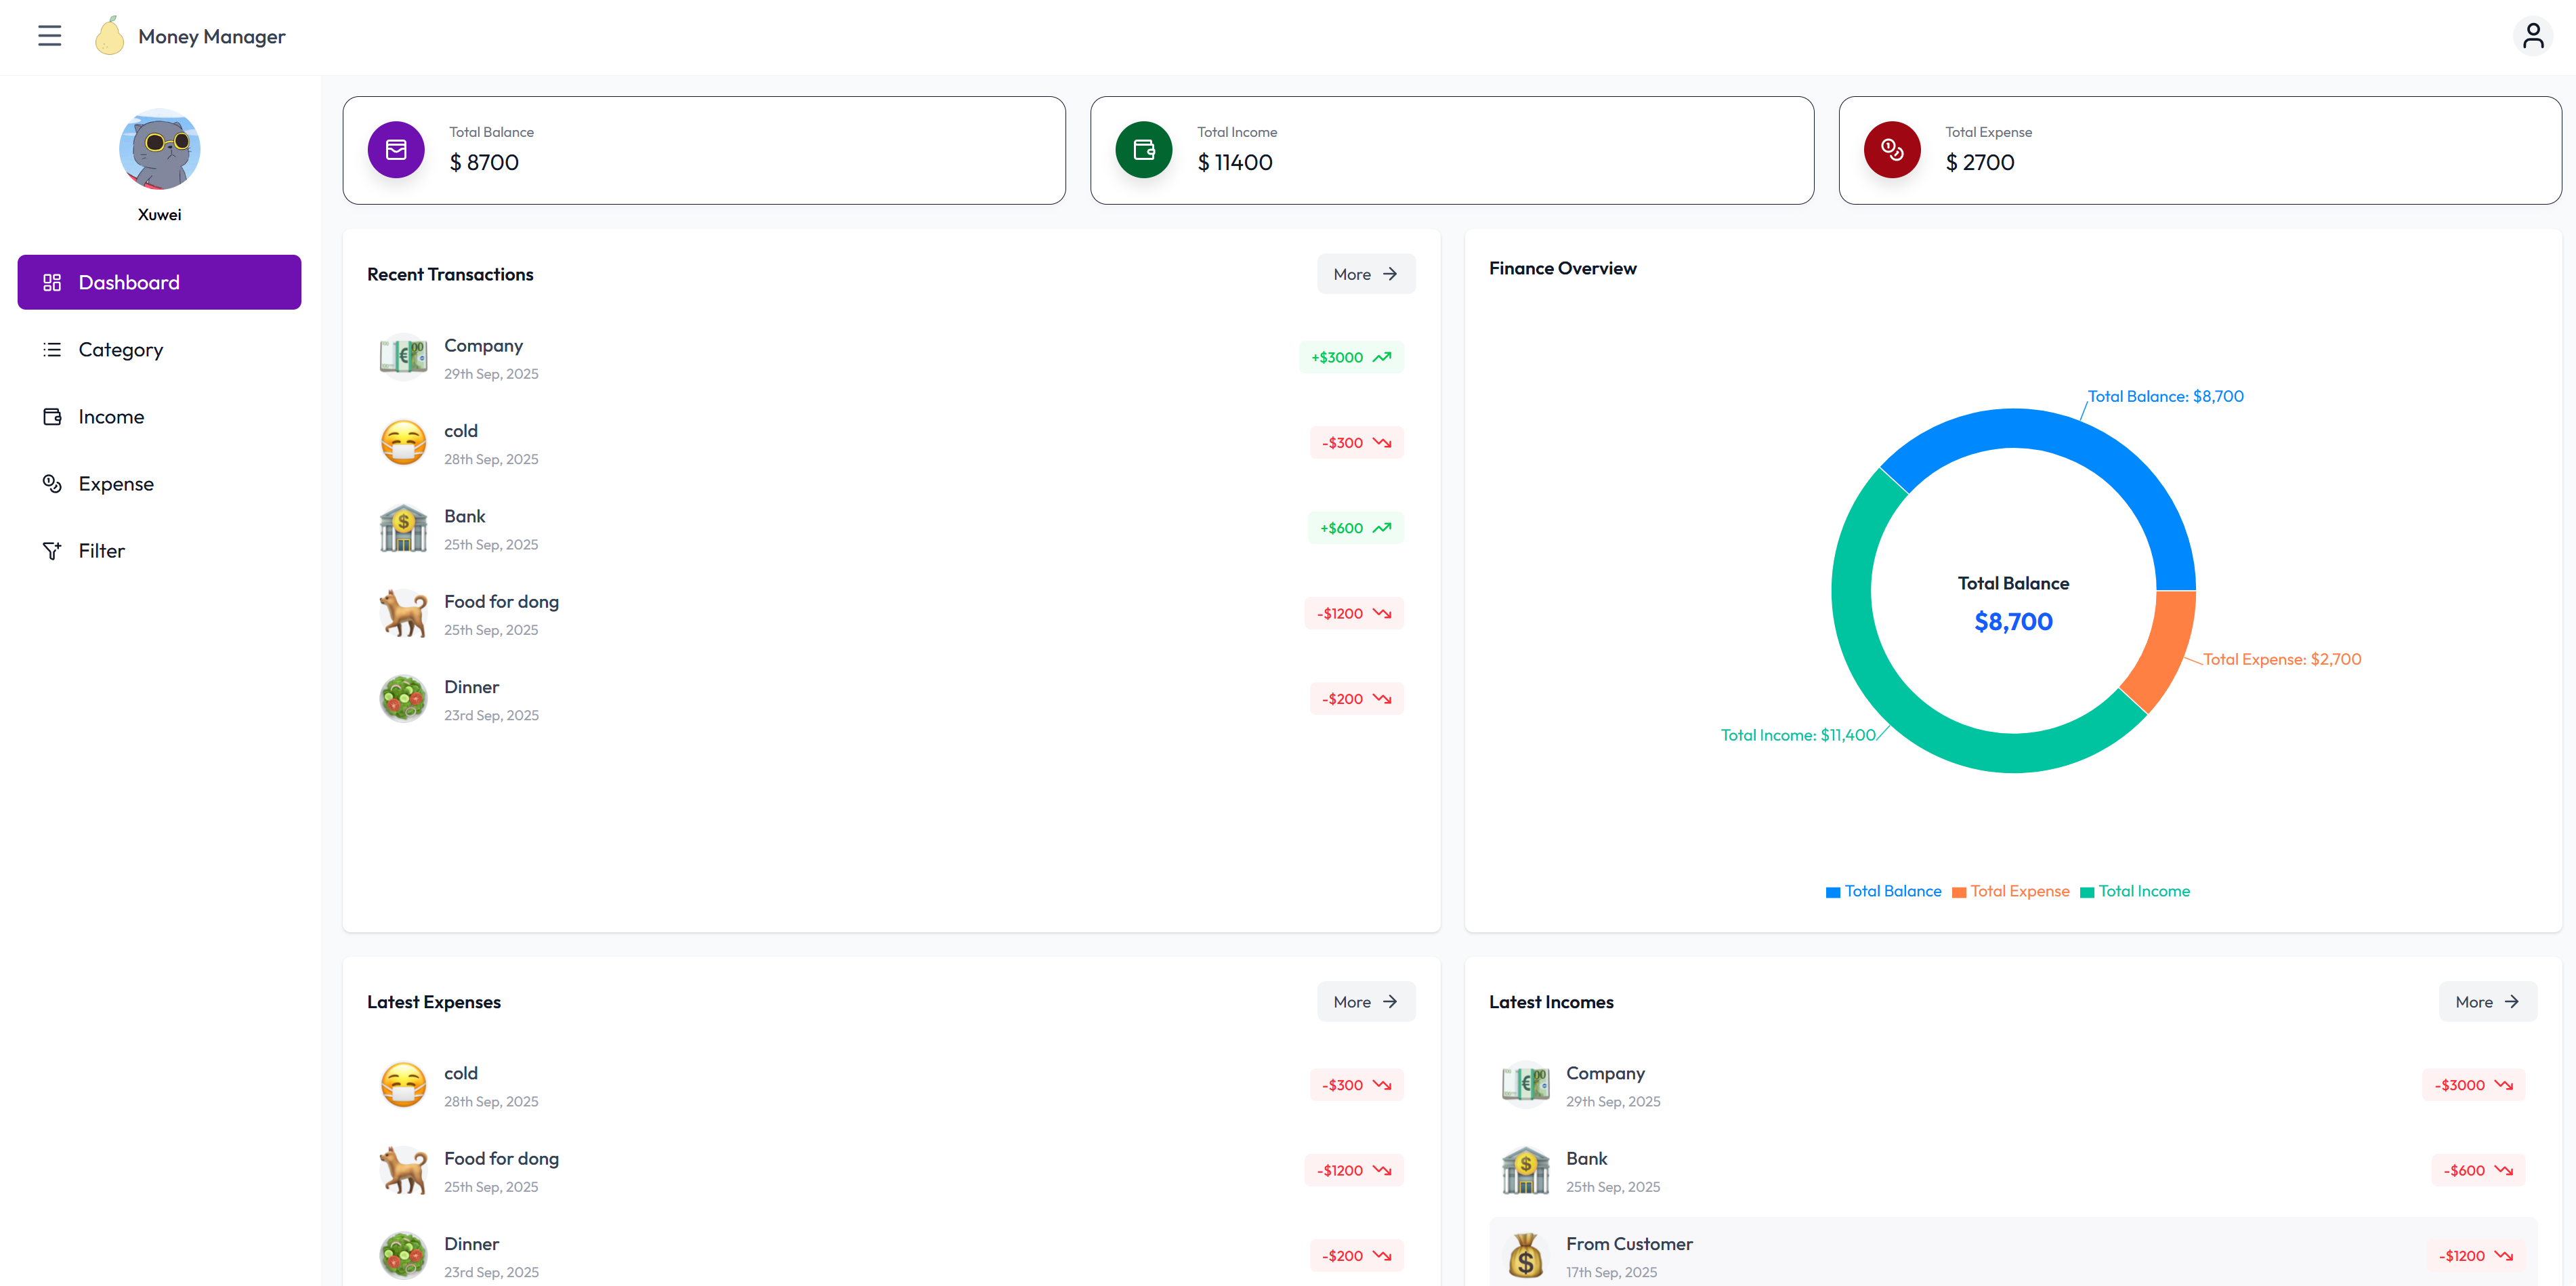 Money Manager
Xuwei
Dashboard
Category
Income
Expense
Filter
Total Balance
$ 8700
Total Income
$ 11400
Total Expense
$ 2700
Recent Transactions
More
Company
29th Sep, 2025
+$3000
cold
28th Sep, 2025
-$300
Bank
25th Sep, 2025
+$600
Food for dong
25th Sep, 2025
-$1200
Dinner
23rd Sep, 2025
-$200
Finance Overview
Total Balance: $8,700
Total Balance
$8,700
Total Expense: $2,700
Total Income: $11,400
Total Balance Total Expense Total Income
Latest Expenses
More
cold
28th Sep, 2025
-$300
Food for dong
25th Sep, 2025
-$1200
Dinner
23rd Sep, 2025
-$200
Latest Incomes
More
Company
29th Sep, 2025
-$3000
Bank
25th Sep, 2025
-$600
From Customer
17th Sep, 2025
-$1200